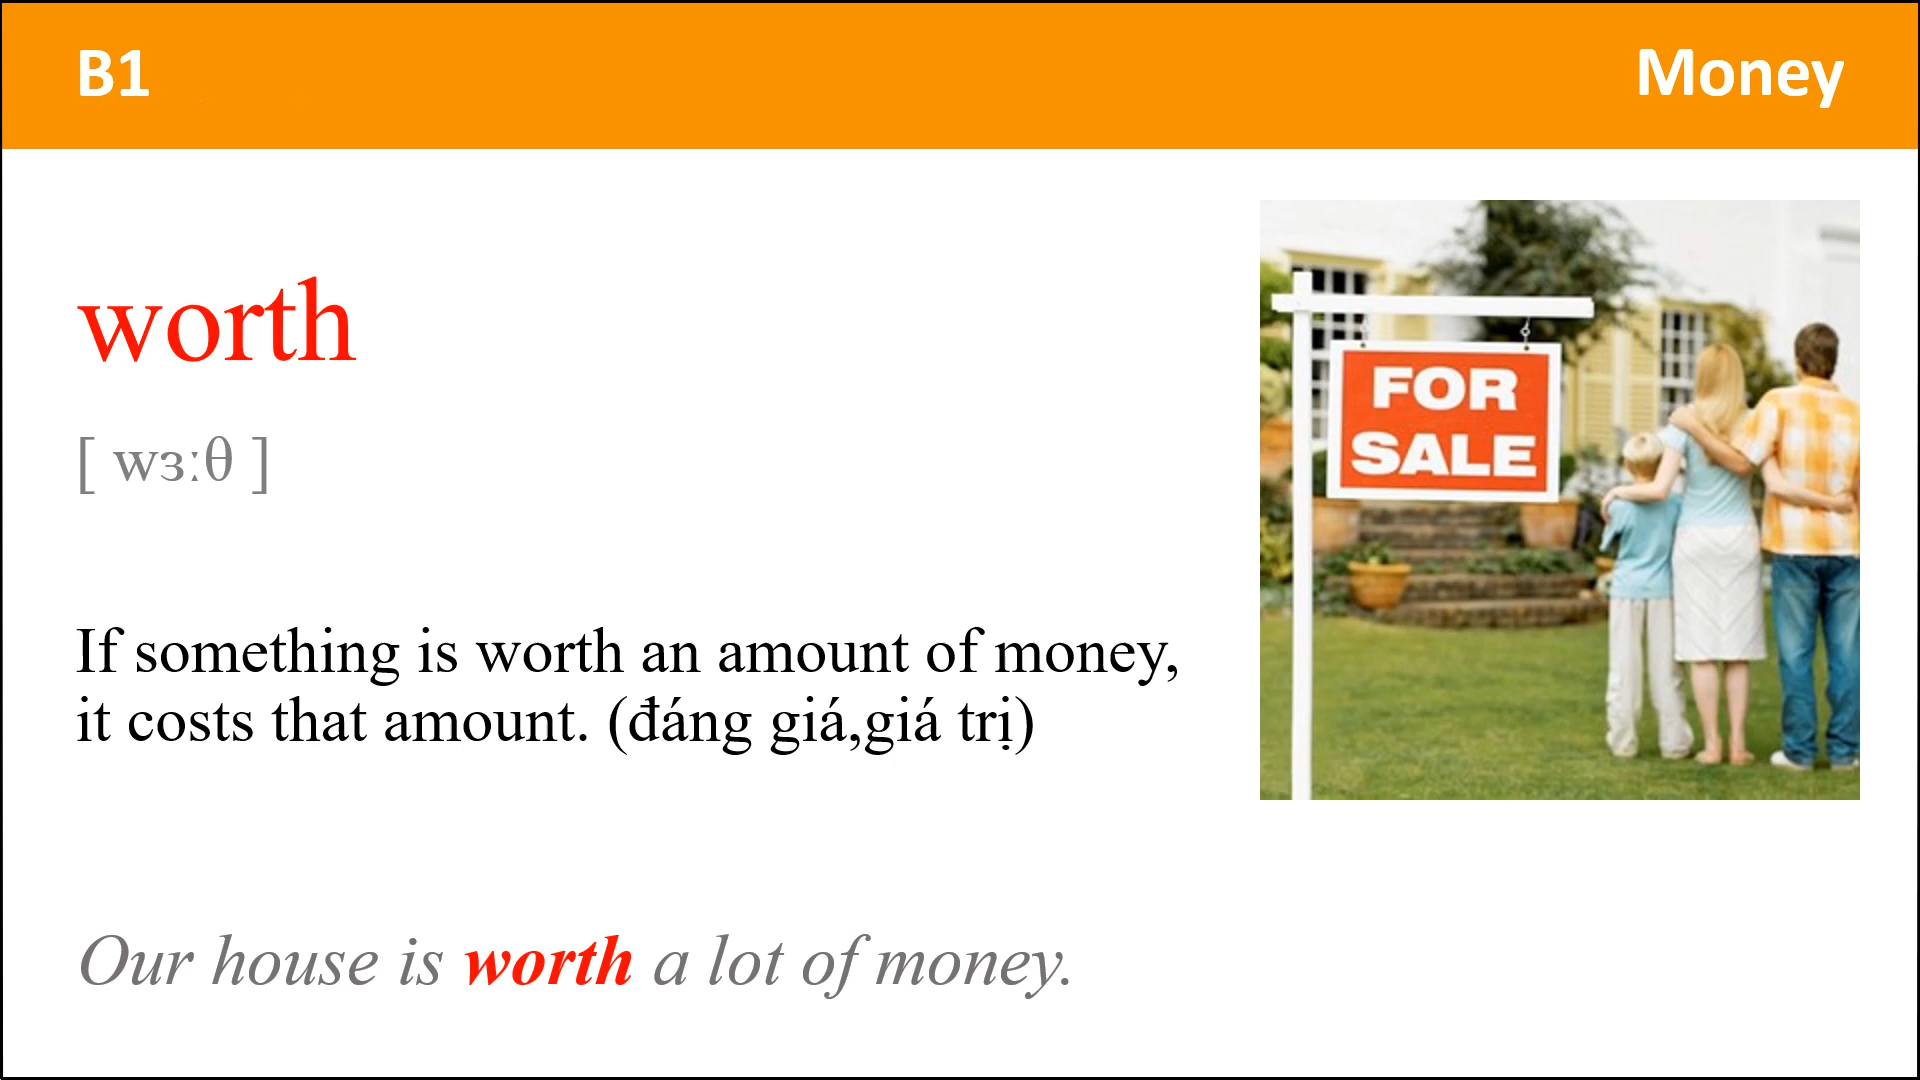 B1
Money
worth
[ wɜːθ ]
If something is worth an amount of money,
it costs that amount. (đáng giá,giá trị)
Our house is worth a lot of money.
FOR
SALE